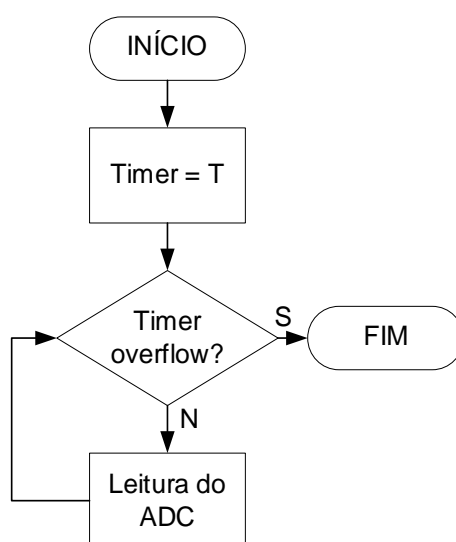 INÍCIO
Timer = T
Timer
overflow?
S
FIM
N
Leitura do
ADC